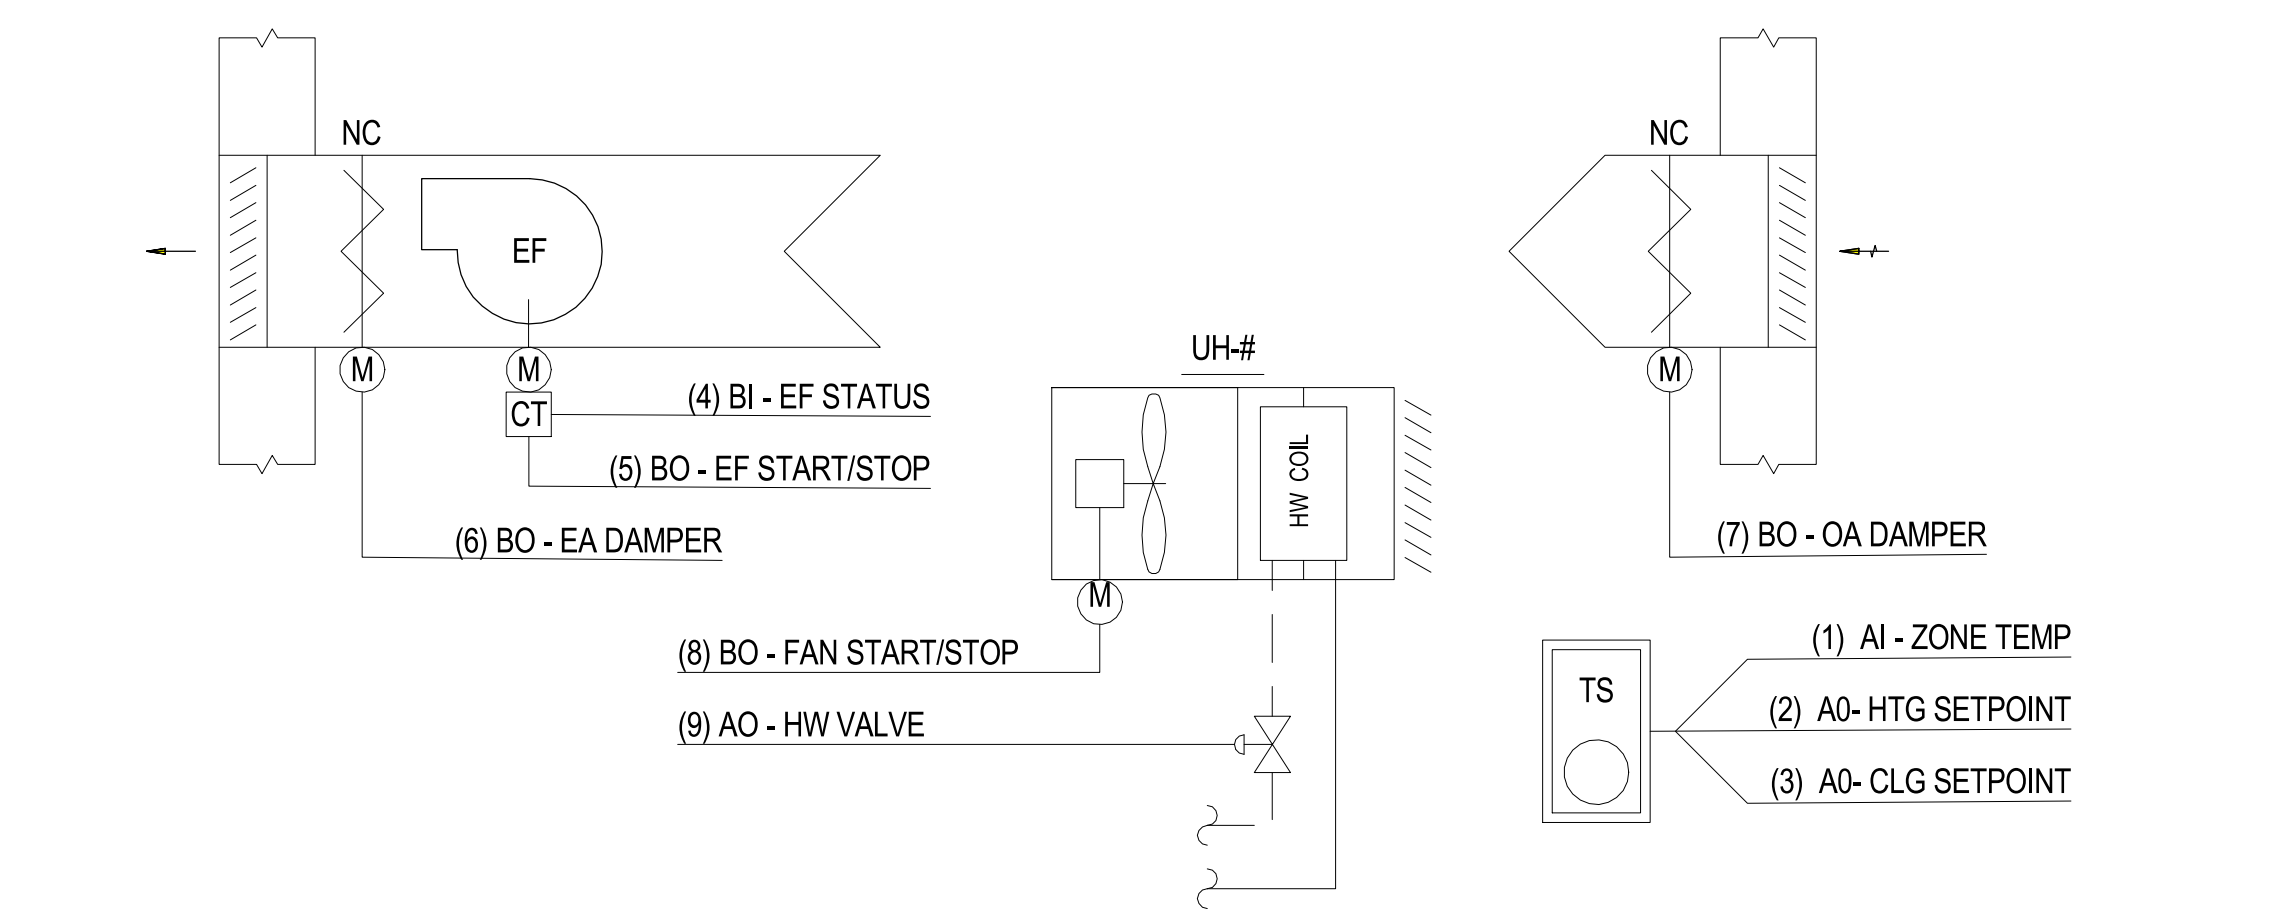 NC
NC
EF
M
M
CT
(4) BI - EF STATUS
(5) BO - EF START/STOP
(6) BO - EA DAMPER
UH-#
HW COIL
M
(8) BO - FAN START/STOP
(9) AO - HW VALVE
M
(7) BO - OA DAMPER
TS
(1) AI - ZONE TEMP
(2) A0- HTG SETPOINT
(3) A0- CLG SETPOINT